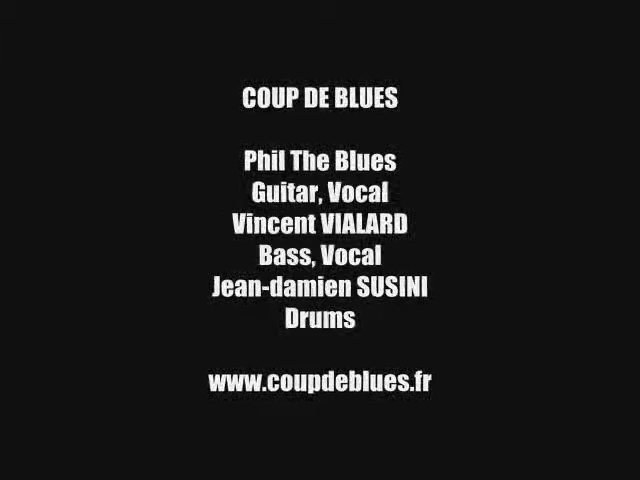 COUP DE BLUES
Phil The Blues
Guitar, Vocal
Vincent VIALARD
Bass, Vocal
Jean-damien SUSINI
Drums
www.coupdeblues.fr